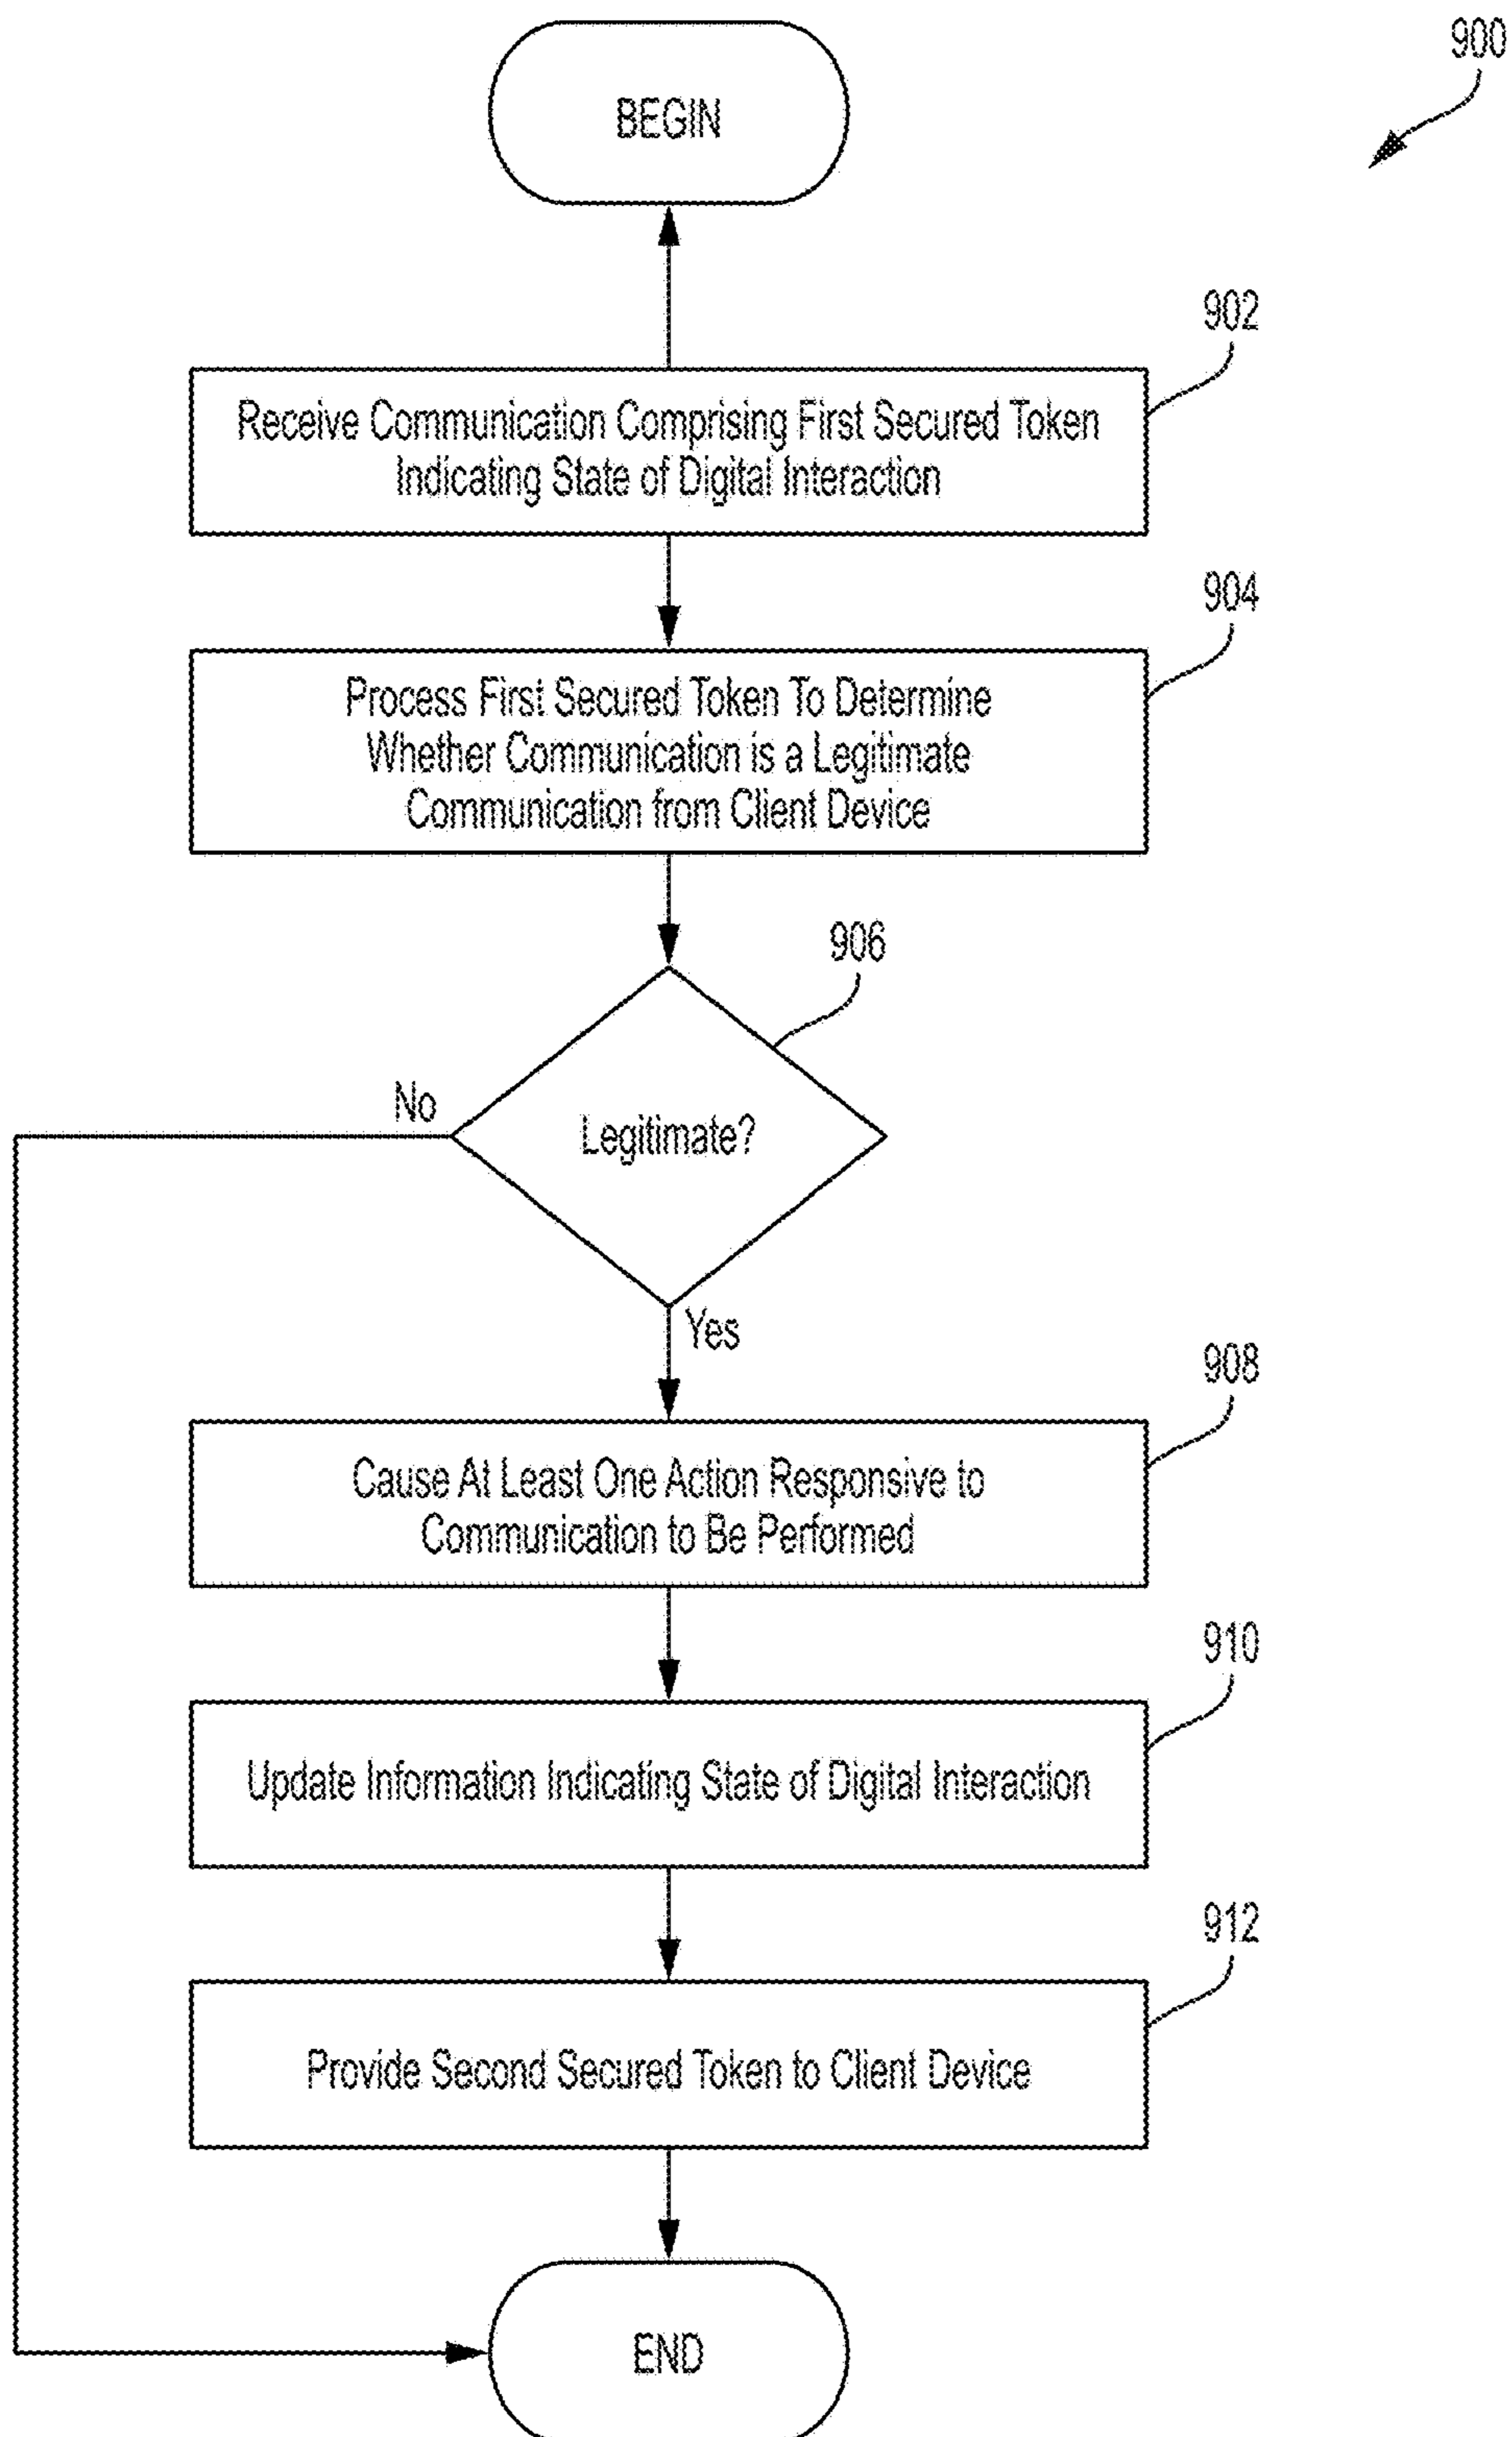 900
BEGIN
902
Receive Communication Comprising First Secured Token
Indicating State of Digital Interaction
904
Process First Secured Token To Determine
Whether Communication is a Legitimate
Communication from Client Device
906
No
Legitimate?
Yes
908
Cause At Least One Action Responsive to
Communication to Be Performed
910
Update Information Indicating State of Digital Interaction
912
Provide Second Secured Token to Client Device
END